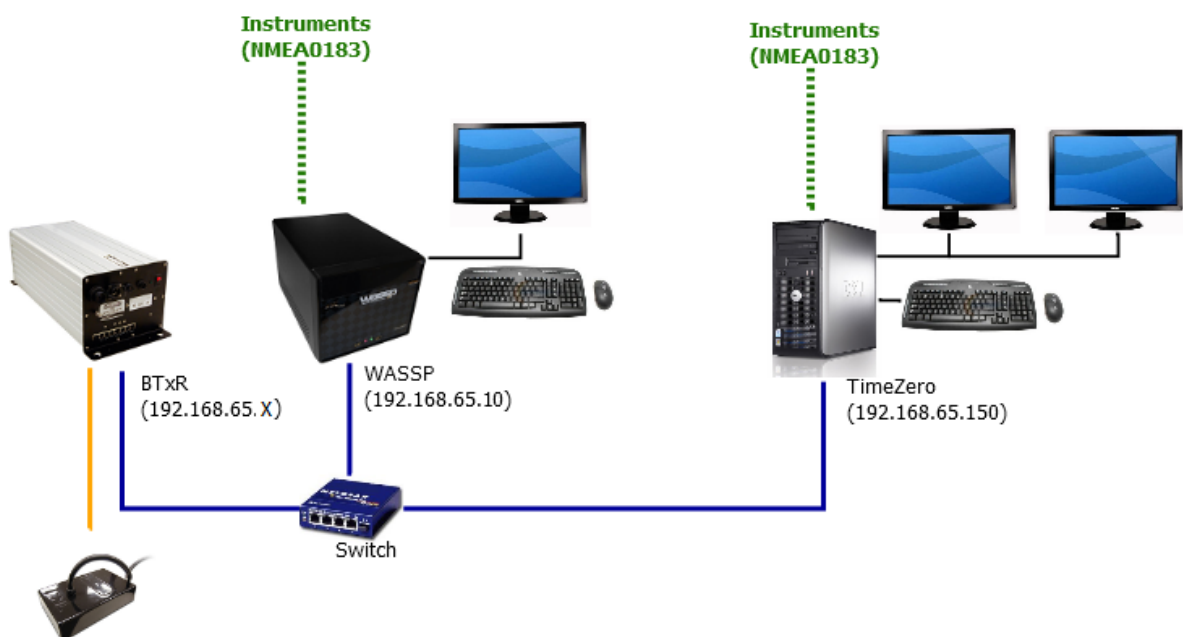 Instruments
(NMEA0183)
Instruments
(NMEA0183)
BTxR
(192.168.65.X)
WASSP
(192.168.65.10)
TimeZero
(192.168.65.150)
Switch